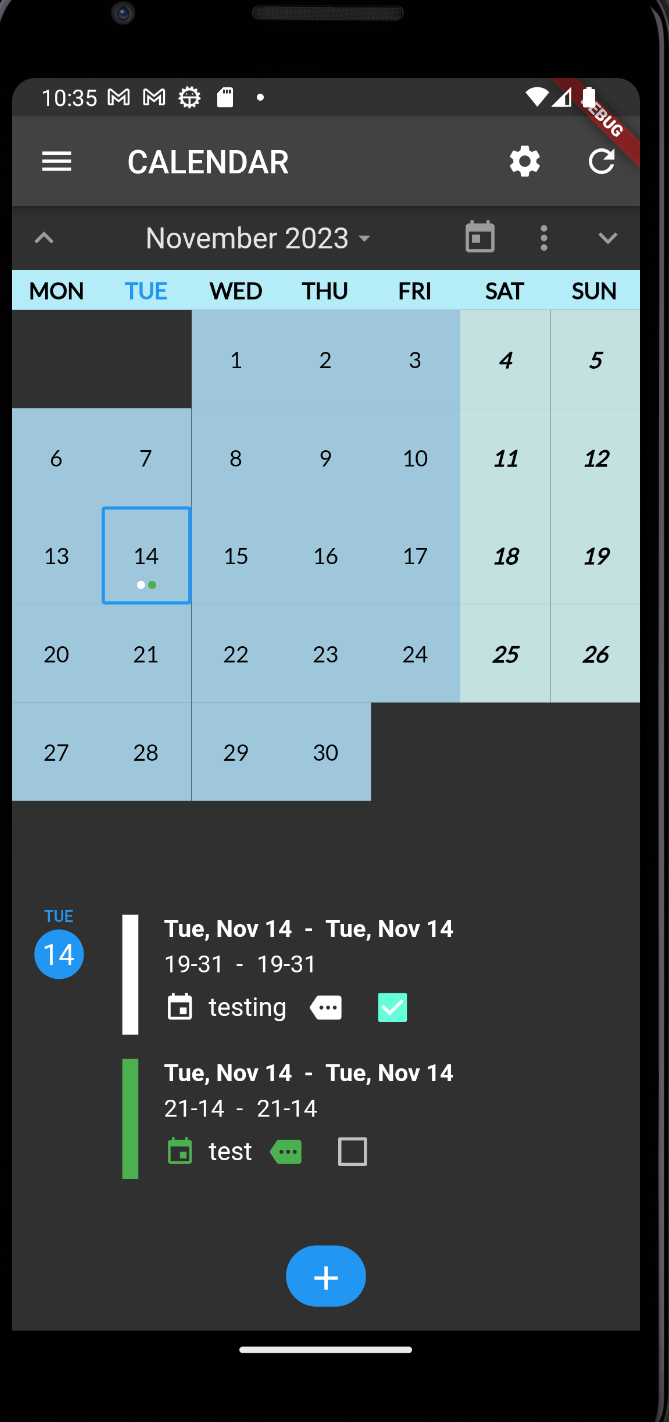 10:35
DEBUG
CALENDAR
November 2023
MON TUE WED THU FRI SAT SUN
1 2 3 4 5
6 7 8 9 10 11 12
13 14 15 16 17 18 19
20 21 22 23 24 25 26
27 28 29 30
TUE
14
Tue, Nov 14 - Tue, Nov 14
19-31 - 19-31
testing
Tue, Nov 14 - Tue, Nov 14
21-14 - 21-14
test